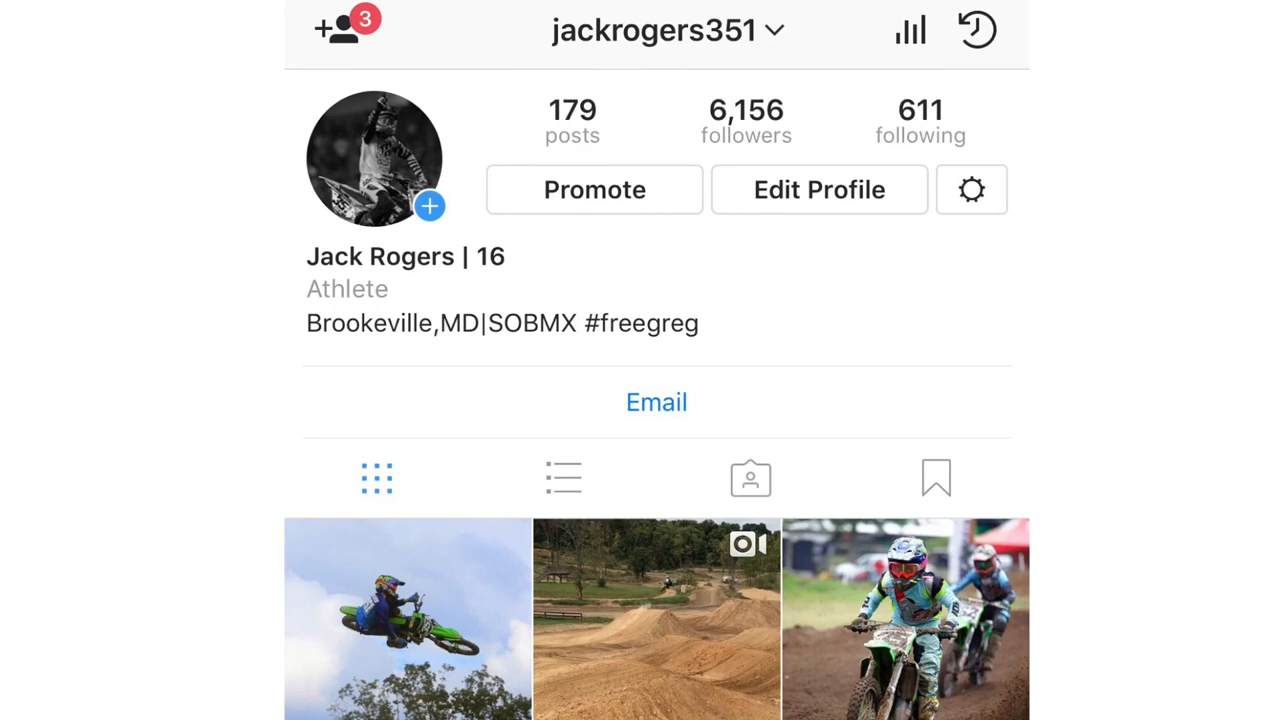 3
jackrogers351
179 6,156 611
posts followers following
Promote Edit Profile
Jack Rogers | 16
Athlete
Brookeville,MD|SOBMX #freegreg
Email